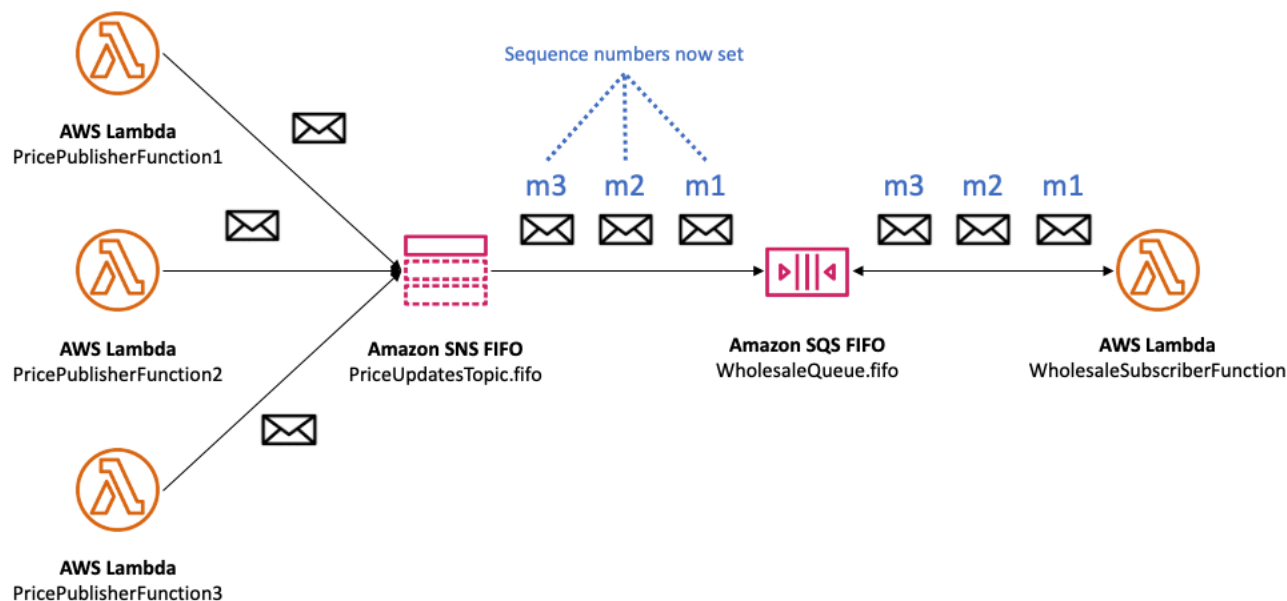 Sequence numbers now set
AWS Lambda
PricePublisherFunction1
m3 m2 m1
m3 m2 m1
AWS Lambda
PricePublisherFunction2
Amazon SNS FIFO
PriceUpdatesTopic.fifo
Amazon SQS FIFO
WholesaleQueue.fifo
AWS Lambda
WholesaleSubscriberFunction
AWS Lambda
PricePublisherFunction3